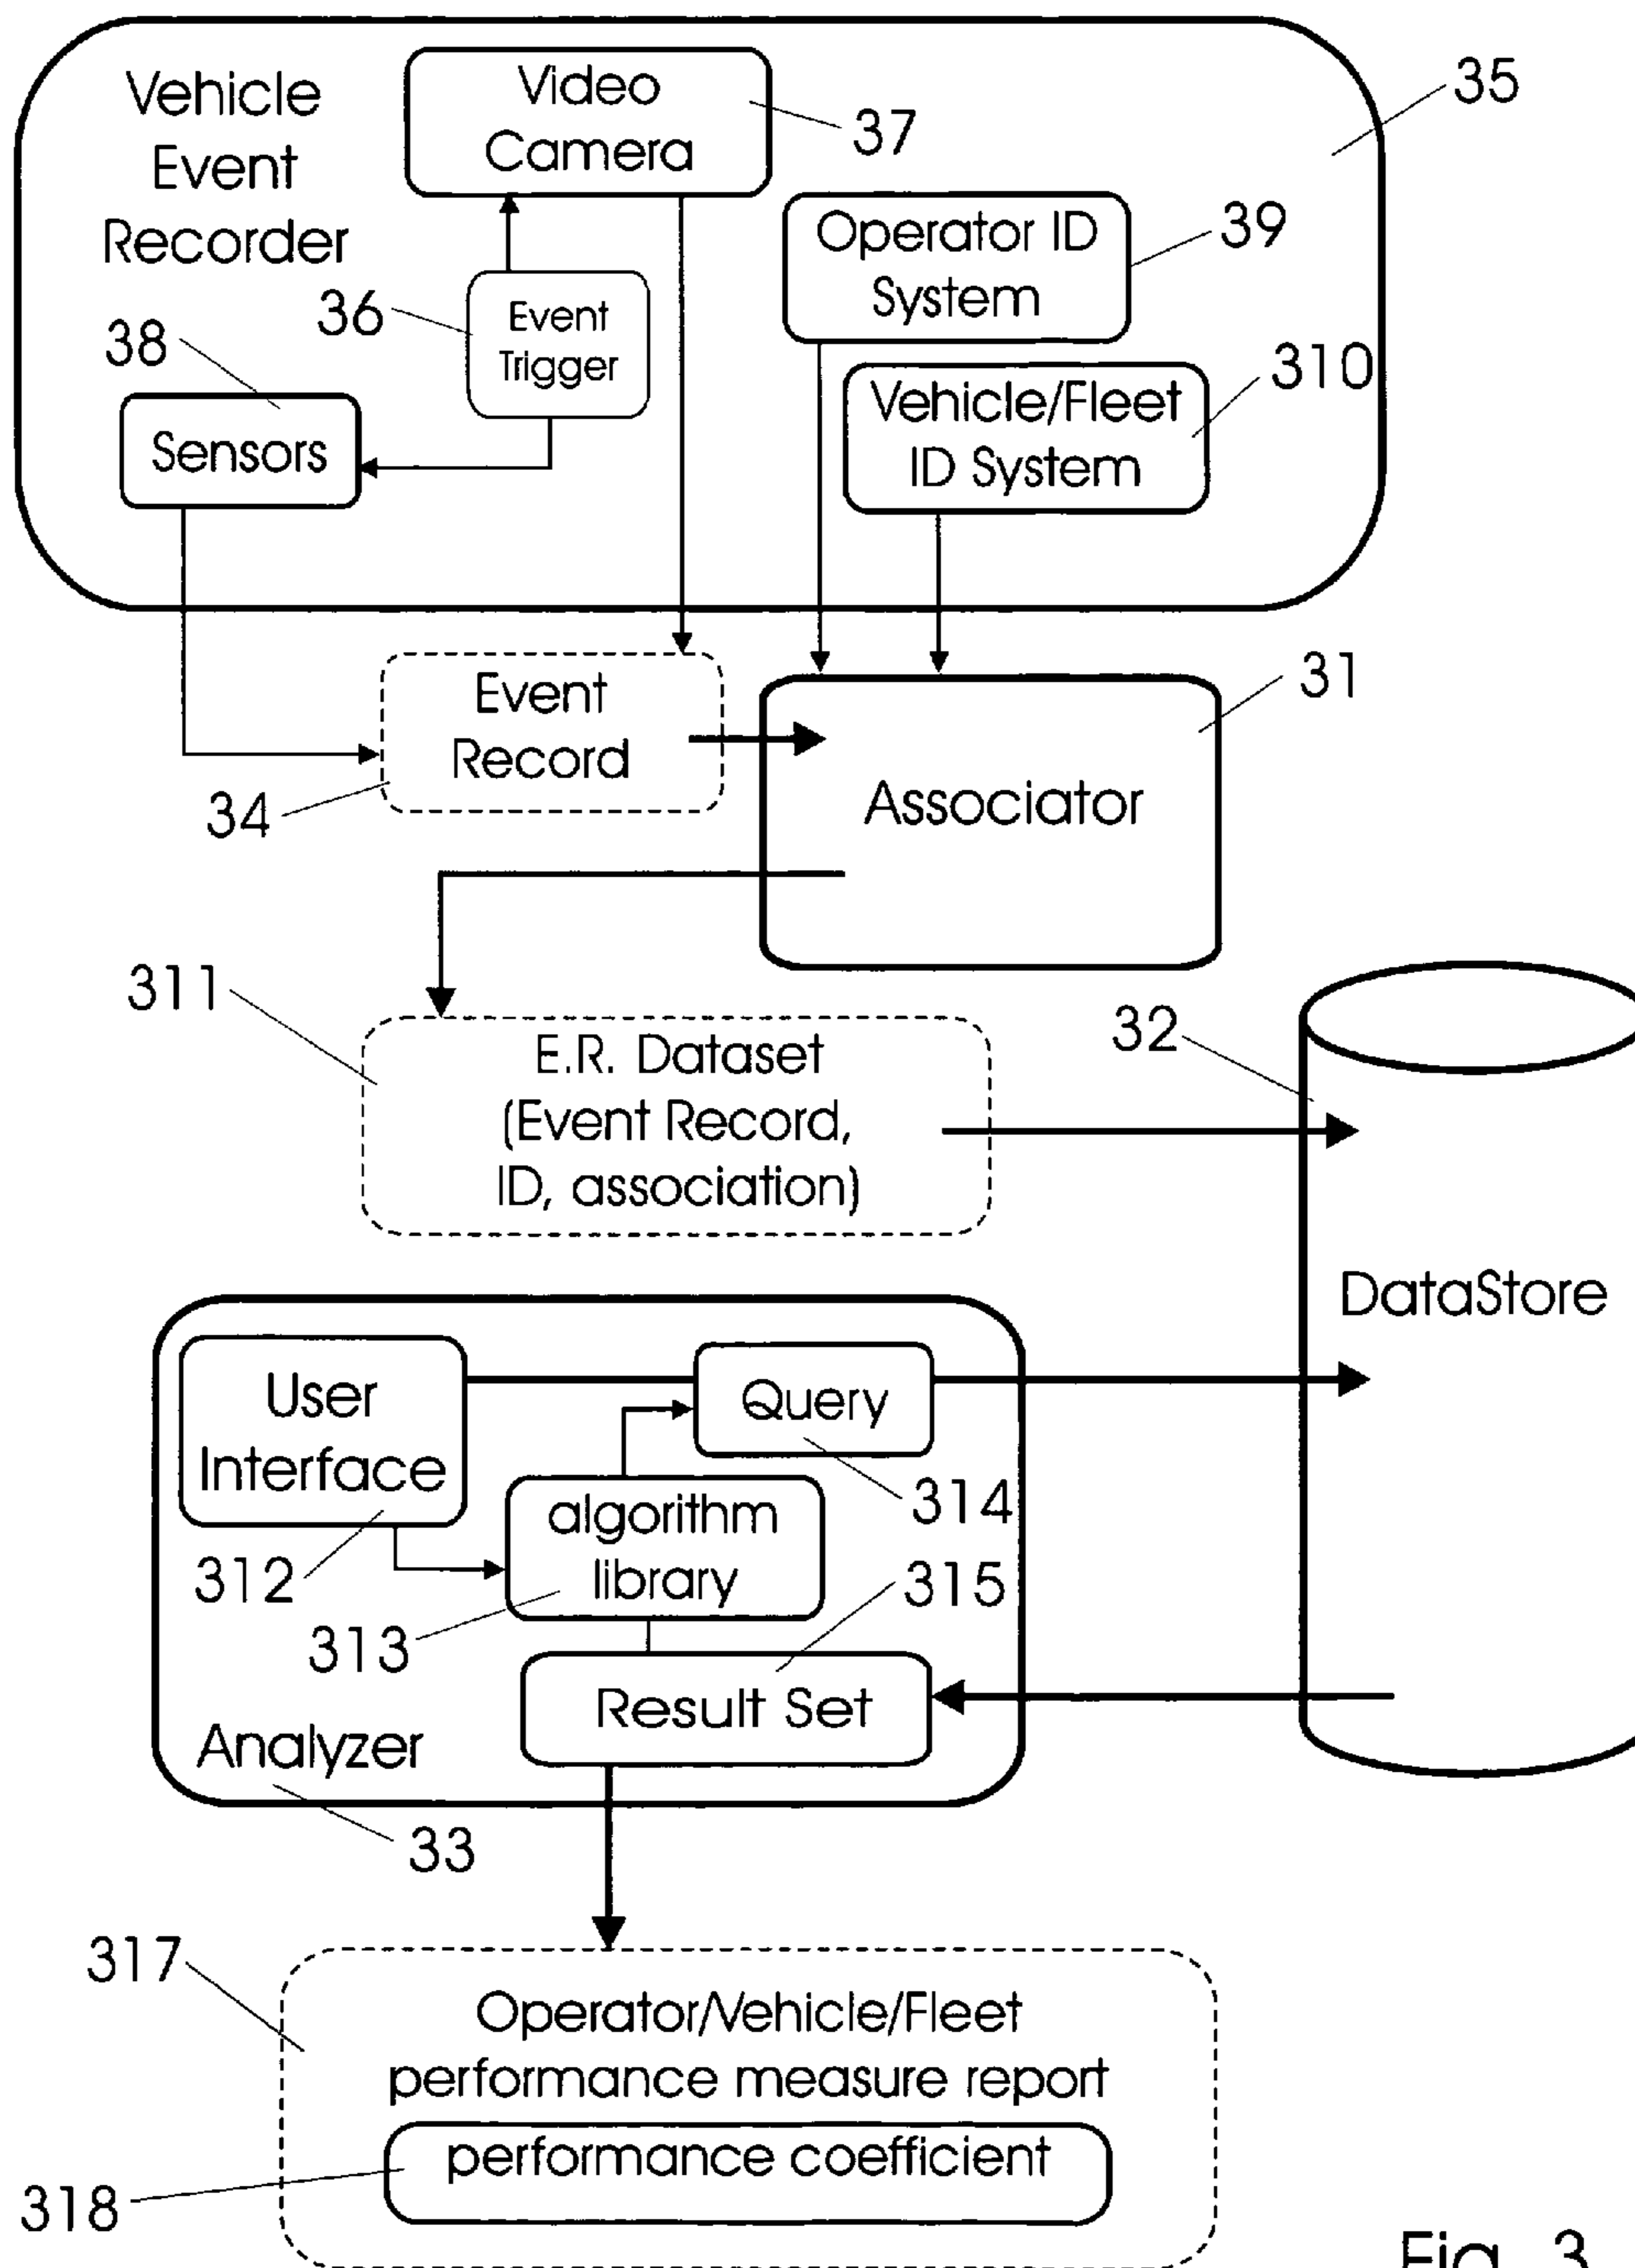 Vehicle
Event
Recorder
Video
Camera
37
35
Operator ID
System
39
36
Event
Trigger
38
Sensors
Vehicle/Fleet
ID System
310
Event
Record
34
31
Associator
311
E.R. Dataset
(Event Record,
ID, association)
32
DataStore
User
Interface
312
Query
314
algorithm
library
313
315
Result Set
Analyzer
33
317
Operator/Vehicle/Fleet
performance measure report
performance coefficient
318
Fig. 3